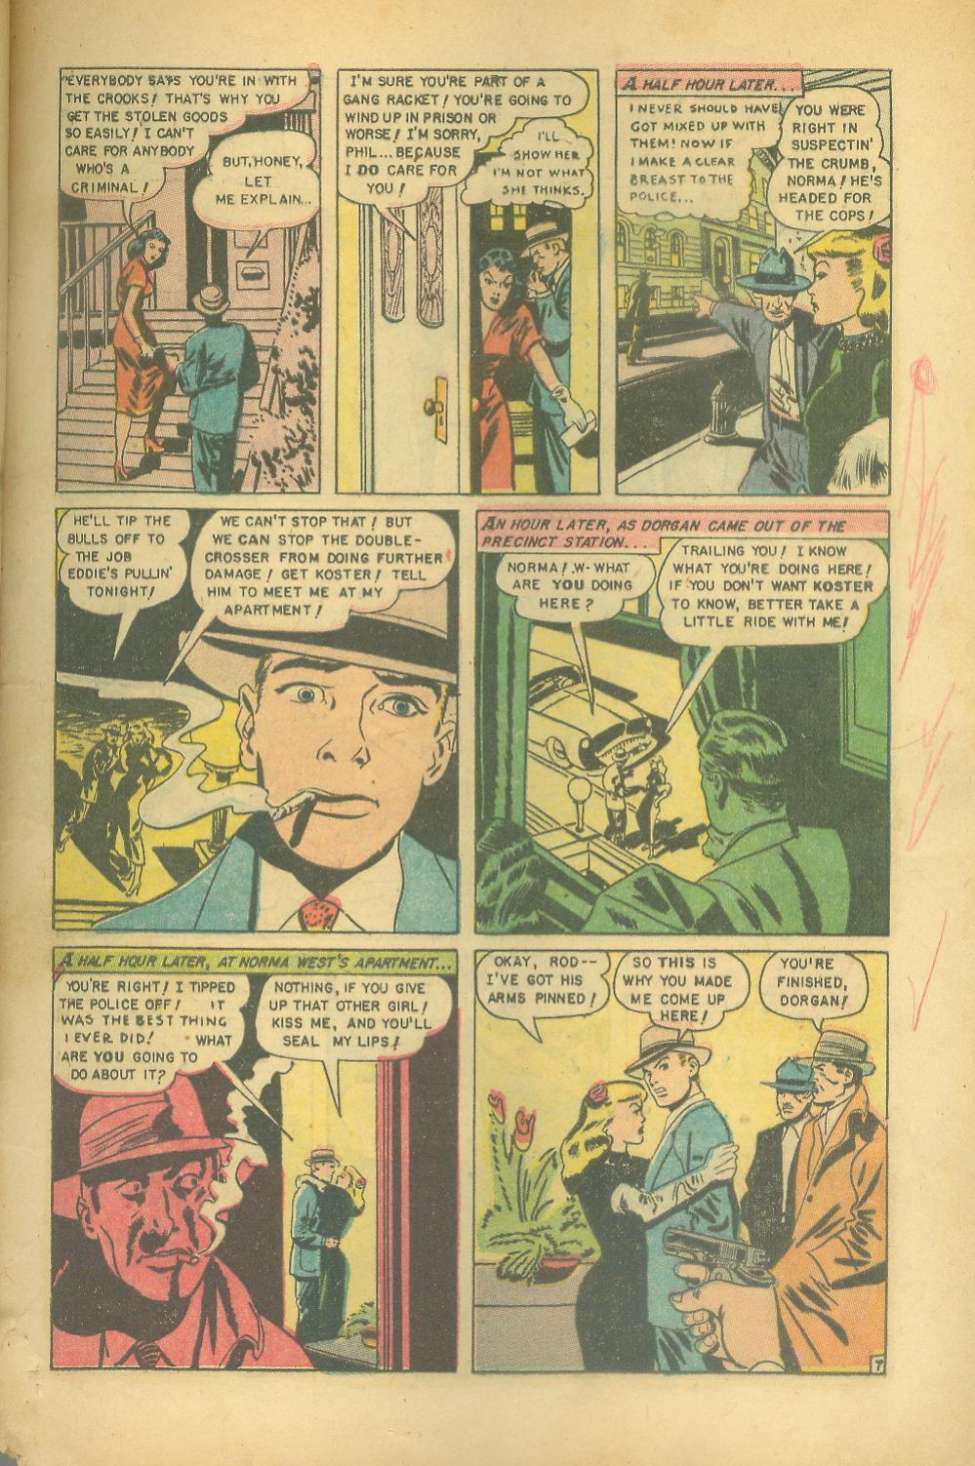 "EVERYBODY SAYS YOU'RE IN WITH
THE CROOKS! THAT'S WHY YOU
GET THE STOLEN GOODS
SO EASILY! I CAN'T
CARE FOR ANYBODY
WHO'S A
CRIMINAL!
BUT, HONEY,
LET
ME EXPLAIN...
I'M SURE YOU'RE PART OF A
GANG RACKET! YOU'RE GOING TO
WIND UP IN PRISON OR
WORSE! I'M SORRY,
PHIL...BECAUSE
I DO CARE FOR
YOU!
I'LL
SHOW HER
I'M NOT WHAT
SHE THINKS.
A HALF HOUR LATER...
I NEVER SHOULD HAVE
GOT MIXED UP WITH
THEM! NOW IF
I MAKE A CLEAR
BREAST TO THE
POLICE...
YOU WERE
RIGHT IN
SUSPECTIN'
THE CRUMB,
NORMA! HE'S
HEADED FOR
THE COPS!
HE'LL TIP THE
BULLS OFF TO
THE JOB
EDDIE'S PULLIN'
TONIGHT!
WE CAN'T STOP THAT! BUT
WE CAN STOP THE DOUBLE-
CROSSER FROM DOING FURTHER
DAMAGE! GET KOSTER! TELL
HIM TO MEET ME AT MY
APARTMENT!
AN HOUR LATER, AS DORGAN CAME OUT OF THE
PRECINCT STATION...
NORMA! .W-WHAT
ARE YOU DOING
HERE?
TRAILING YOU! I KNOW
WHAT YOU'RE DOING HERE!
IF YOU DON'T WANT KOSTER
TO KNOW, BETTER TAKE A
LITTLE RIDE WITH ME!
A HALF HOUR LATER, AT NORMA WEST'S APARTMENT...
YOU'RE RIGHT! I TIPPED
THE POLICE OFF! IT
WAS THE BEST THING
I EVER DID! WHAT
ARE YOU GOING TO
DO ABOUT IT?
NOTHING, IF YOU GIVE
UP THAT OTHER GIRL!
KISS ME, AND YOU'LL
SEAL MY LIPS!
OKAY, ROD--
I'VE GOT HIS
ARMS PINNED!
SO THIS IS
WHY YOU MADE
ME COME UP
HERE!
YOU'RE
FINISHED,
DORGAN!
7